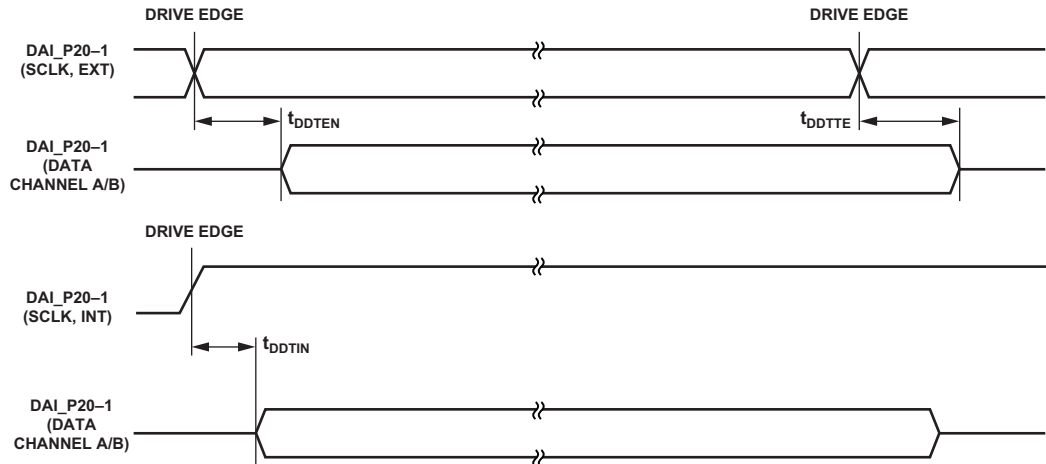 DRIVE EDGE
DRIVE EDGE
DAI_P20–1
(SCLK, EXT)
tDDTEN
tDDTTE
DAI_P20–1
(DATA
CHANNEL A/B)
DRIVE EDGE
DAI_P20–1
(SCLK, INT)
tDDTIN
DAI_P20–1
(DATA
CHANNEL A/B)